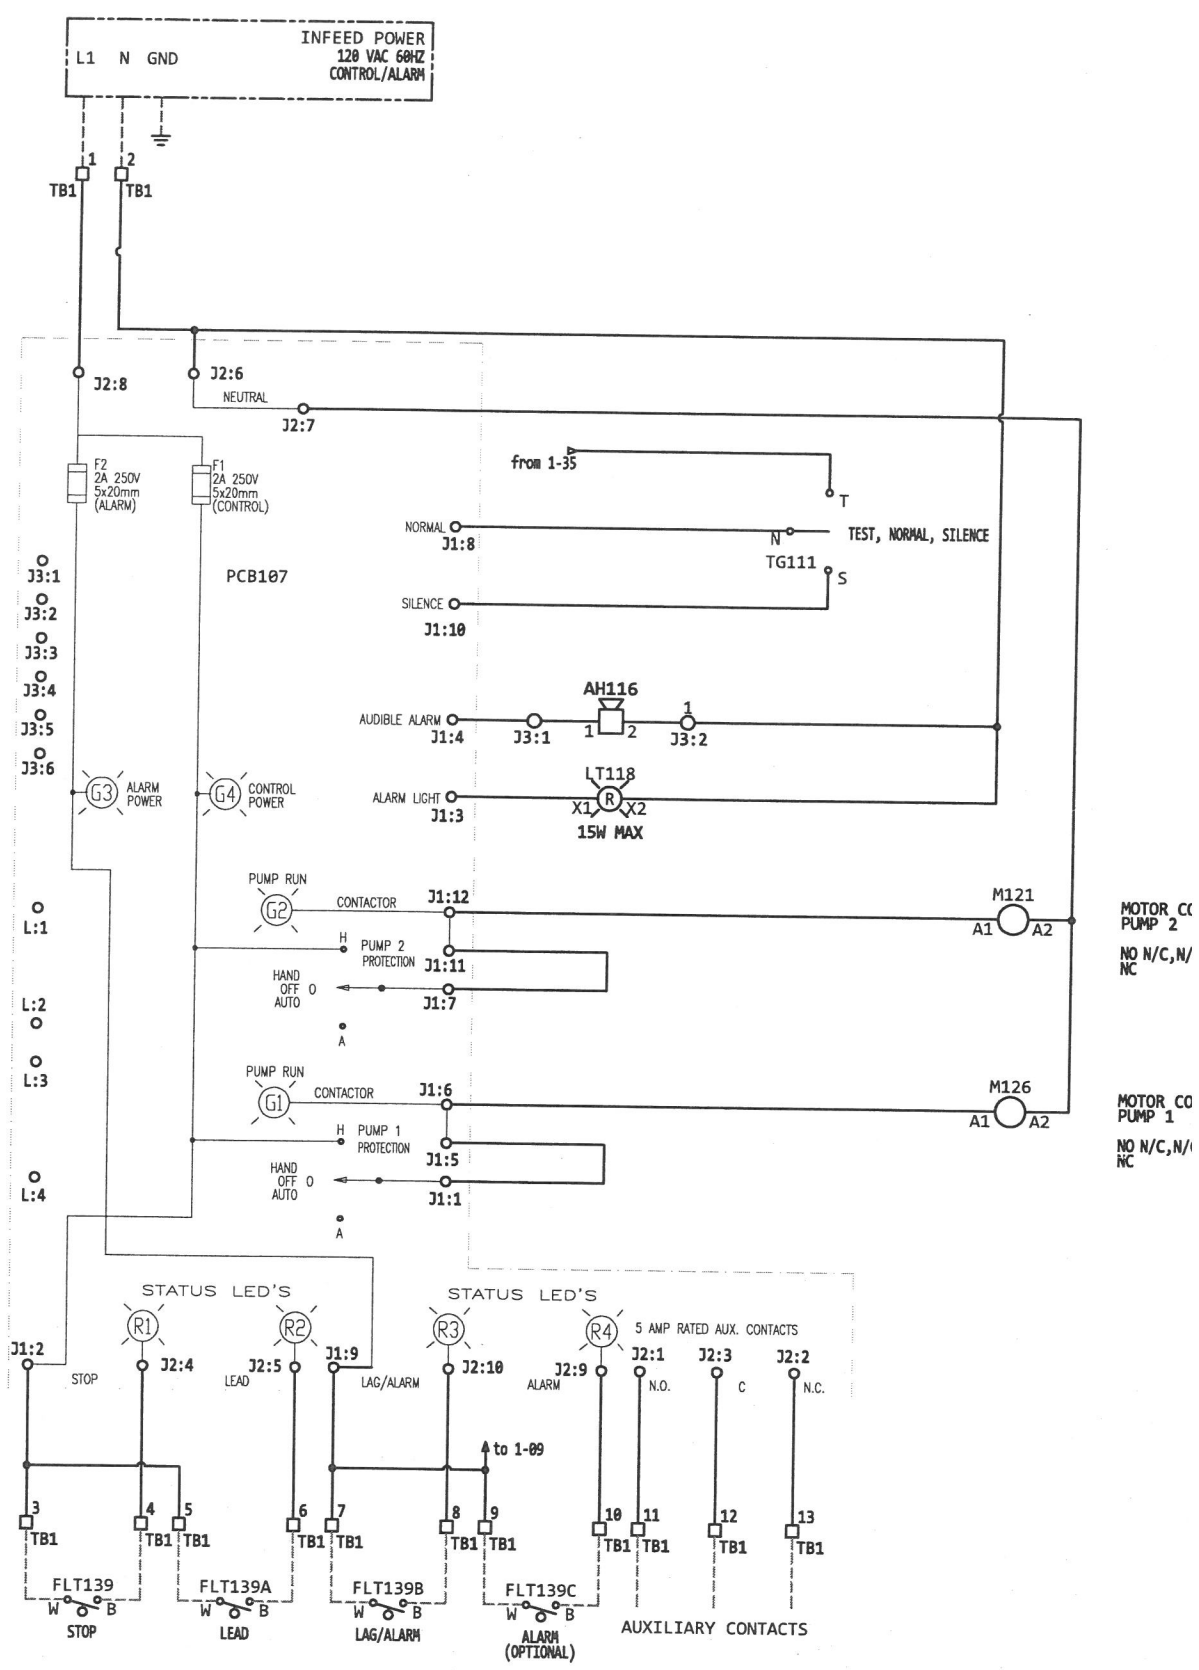 INFEED POWER
L1 N GND
120 VAC 60HZ
CONTROL/ALARM
1 2
TB1 TB1
J2:8
J2:6
NEUTRAL
J2:7
F2
2A 250V
5x20mm
(ALARM)
F1
2A 250V
5x20mm
(CONTROL)
from 1-35
T
NORMAL
J1:8
N
TEST, NORMAL, SILENCE
TG111
S
SILENCE
J1:10
PCB107
J3:1
J3:2
J3:3
J3:4
J3:5
J3:6
AH116
AUDIBLE ALARM
J1:4
J3:1
1 2
1
J3:2
G3
ALARM
POWER
G4
CONTROL
POWER
LT118
ALARM LIGHT
J1:3
X1 R X2
15W MAX
L:1
L:2
L:3
L:4
PUMP RUN
G2
CONTACTOR
J1:12
M121
A1 A2
MOTOR CO
PUMP 2
NO N/C,N/
NC
H
PUMP 2
PROTECTION
J1:11
HAND
OFF O
AUTO
J1:7
A
PUMP RUN
G1
CONTACTOR
J1:6
M126
A1 A2
MOTOR CO
PUMP 1
NO N/C,N/
NC
H
PUMP 1
PROTECTION
J1:5
HAND
OFF O
AUTO
J1:1
A
STATUS LED'S
STATUS LED'S
R1 R2 R3 R4
5 AMP RATED AUX. CONTACTS
J1:2
STOP
J2:4
J2:5
LEAD
J1:9
LAG/ALARM
J2:10
ALARM
J2:9
J2:1
N.O.
J2:3
C
J2:2
N.C.
to 1-09
3 4 5 6 7 8 9 10 11 12 13
TB1 TB1 TB1 TB1 TB1 TB1 TB1 TB1 TB1 TB1 TB1
FLT139 FLT139A FLT139B FLT139C
W B W B W B W B
STOP LEAD LAG/ALARM ALARM
(OPTIONAL)
AUXILIARY CONTACTS